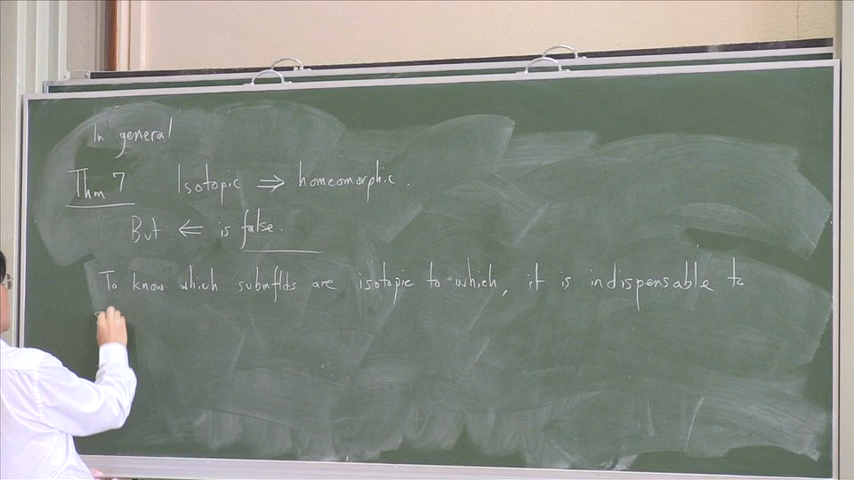 In general
Thm 7 Isotopic ⇒ homeomorphic.
But ⇐ is false.
To know which submflds are isotopic to which, it is indispensable to